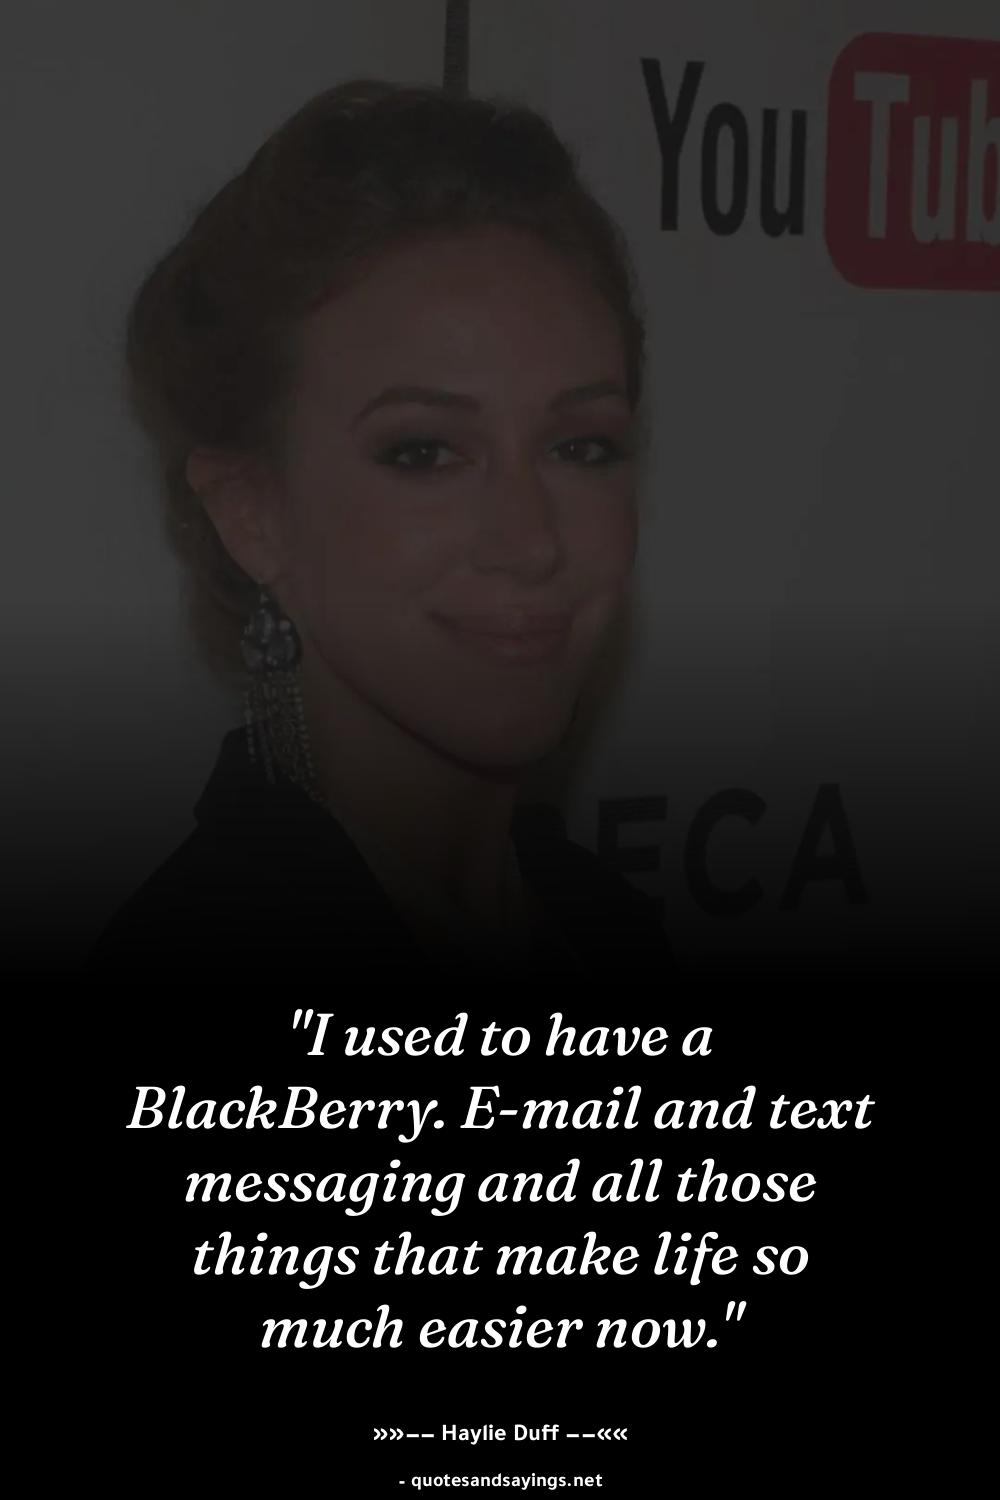 You Tub
ECA
"I used to have a
BlackBerry. E-mail and text
messaging and all those
things that make life so
much easier now."
»»−− Haylie Duff −−««
- quotesandsayings.net